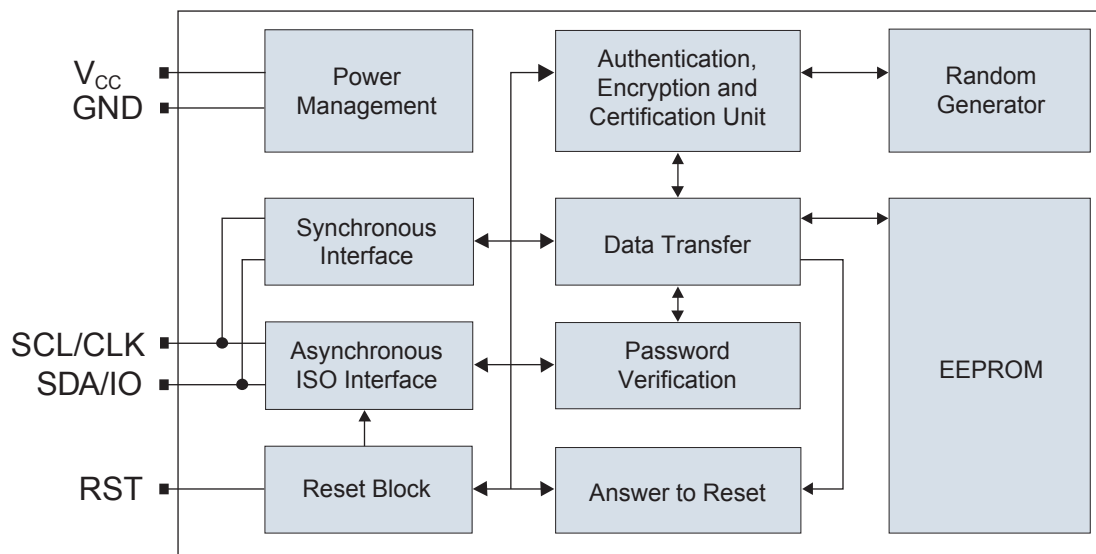 V_CC
GND
Power
Management
Authentication,
Encryption and
Certification Unit
Random
Generator
Synchronous
Interface
Data Transfer
SCL/CLK
SDA/IO
Asynchronous
ISO Interface
Password
Verification
EEPROM
RST
Reset Block
Answer to Reset